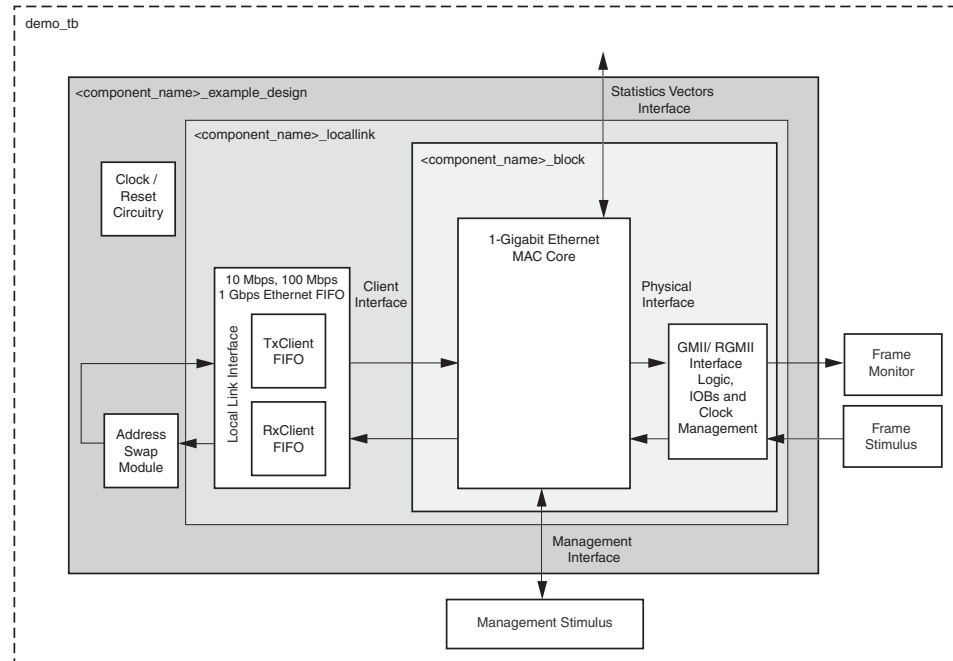 demo_tb
<component_name>_example_design
Statistics Vectors
Interface
<component_name>_locallink
<component_name>_block
Clock /
Reset
Circuitry
1-Gigabit Ethernet
MAC Core
10 Mbps, 100 Mbps
1 Gbps Ethernet FIFO
Client
Interface
Physical
Interface
Local Link Interface
TxClient
FIFO
RxClient
FIFO
GMII/ RGMII
Interface
Logic,
IOBs and
Clock
Management
Frame
Monitor
Frame
Stimulus
Address
Swap
Module
Management
Interface
Management Stimulus